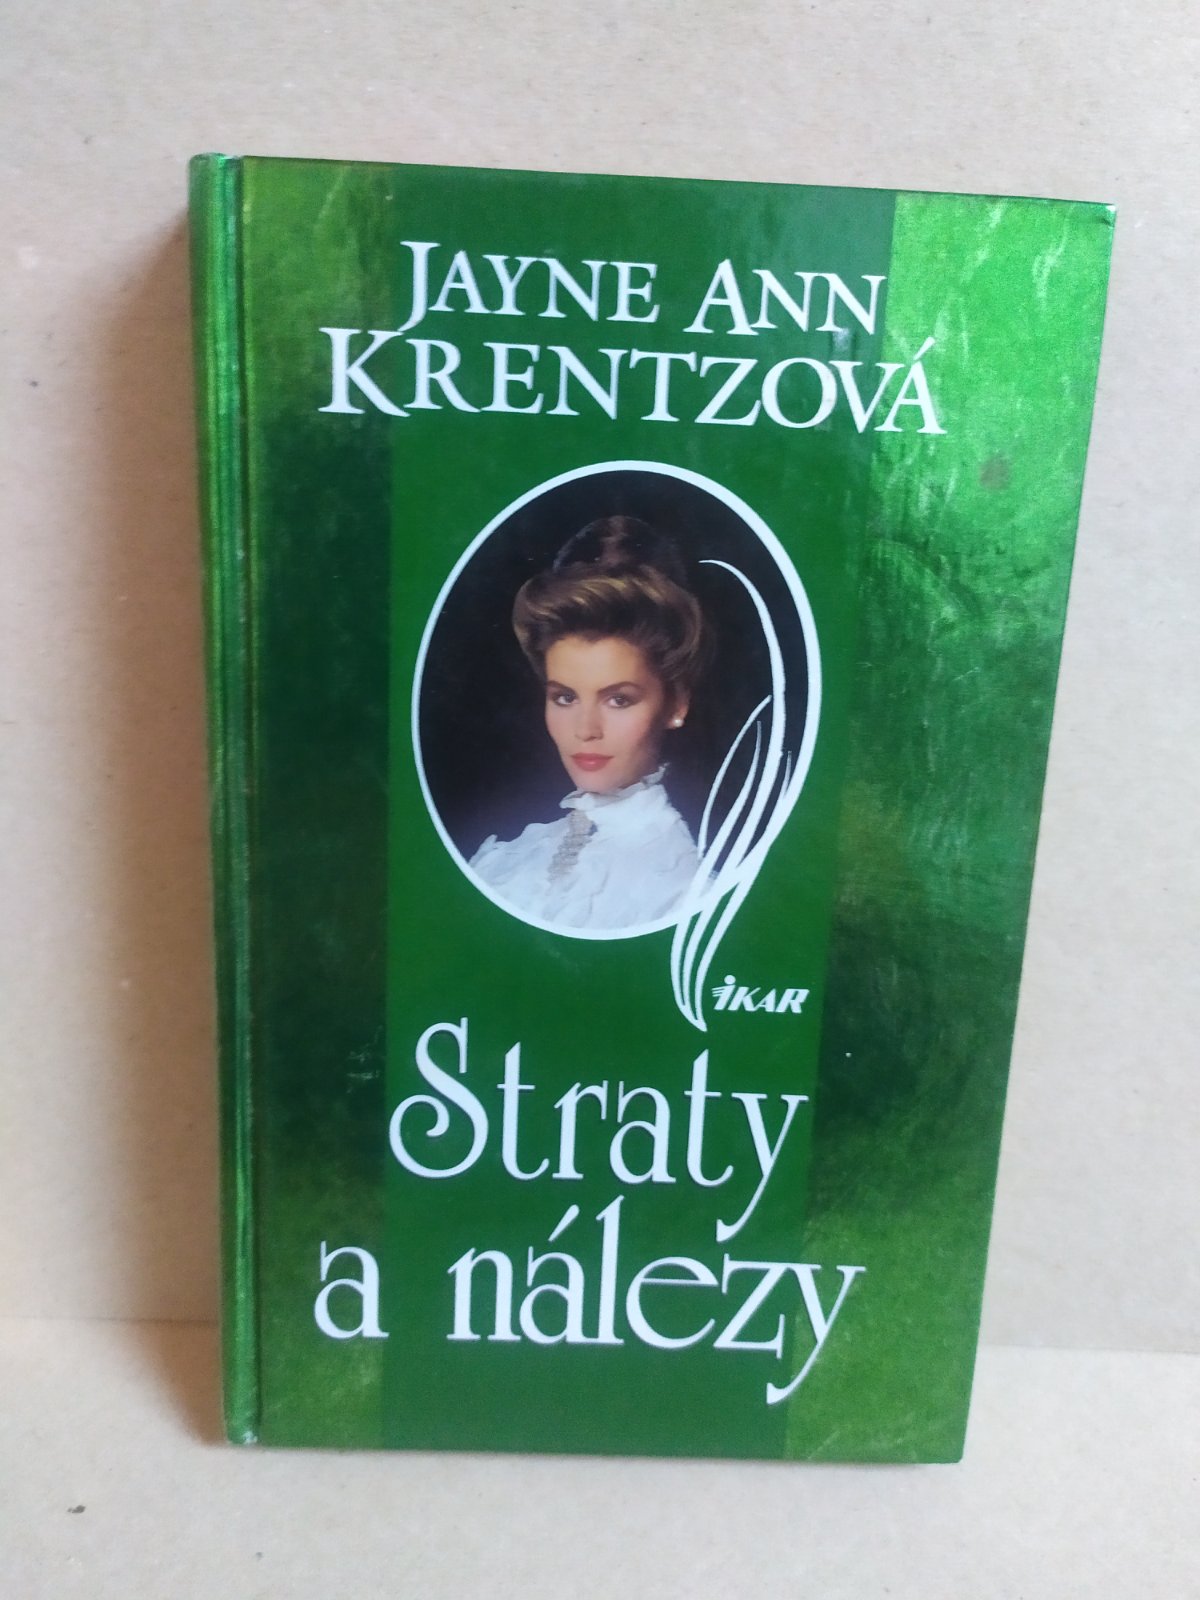 JAYNE ANN
KRENTZOVÁ
IKAR
Straty
a nálezy